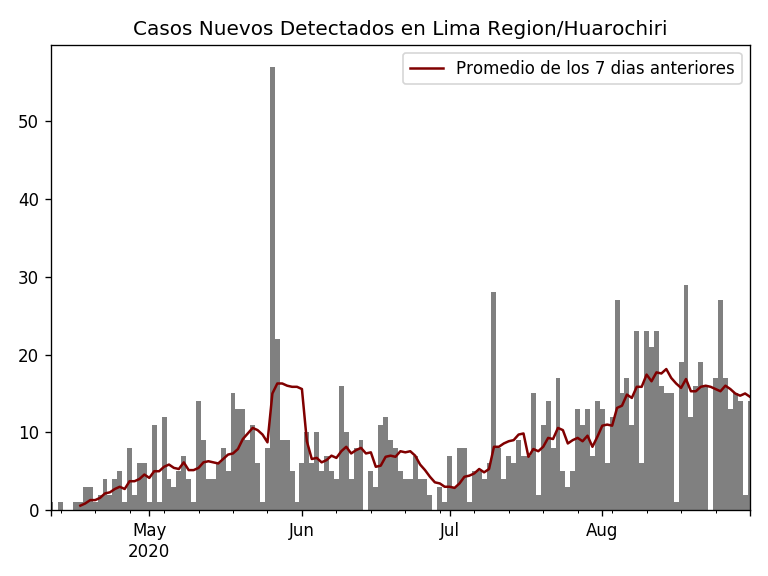 Casos Nuevos Detectados en Lima Region/Huarochiri
Promedio de los 7 dias anteriores
50
40
30
20
10
0
May
2020
Jun
Jul
Aug